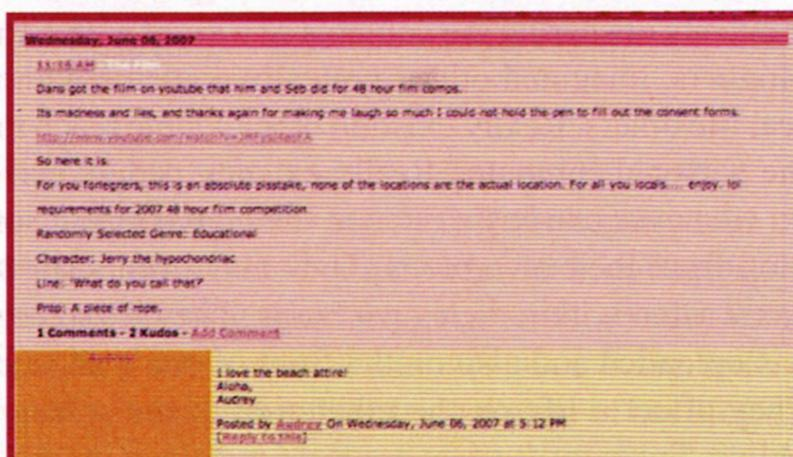 Wednesday, June 06, 2007
AM
Dans got the film on youtube that him and Seb did for 48 hour film comps.
Its madness and lies, and thanks again for making me laugh so much I could not hold the pen to fill out the consent forms.
So here it is.
For you foriegners, this is an absolute pisstake, none of the locations are the actual location. For all you locals.... enjoy. lol
requirements for 2007 48 hour film competition
Randomly Selected Genre: Educational
Character: Jerry the hypochondriac
Line: 'What do you call that?'
Prop: A piece of rope.
1 Comments - 2 Kudos - Add Comment
Audrey
I love the beach attire!
Aloha,
Audrey
Posted by Audrey On Wednesday, June 06, 2007 at 5:12 PM
[Reply to this]